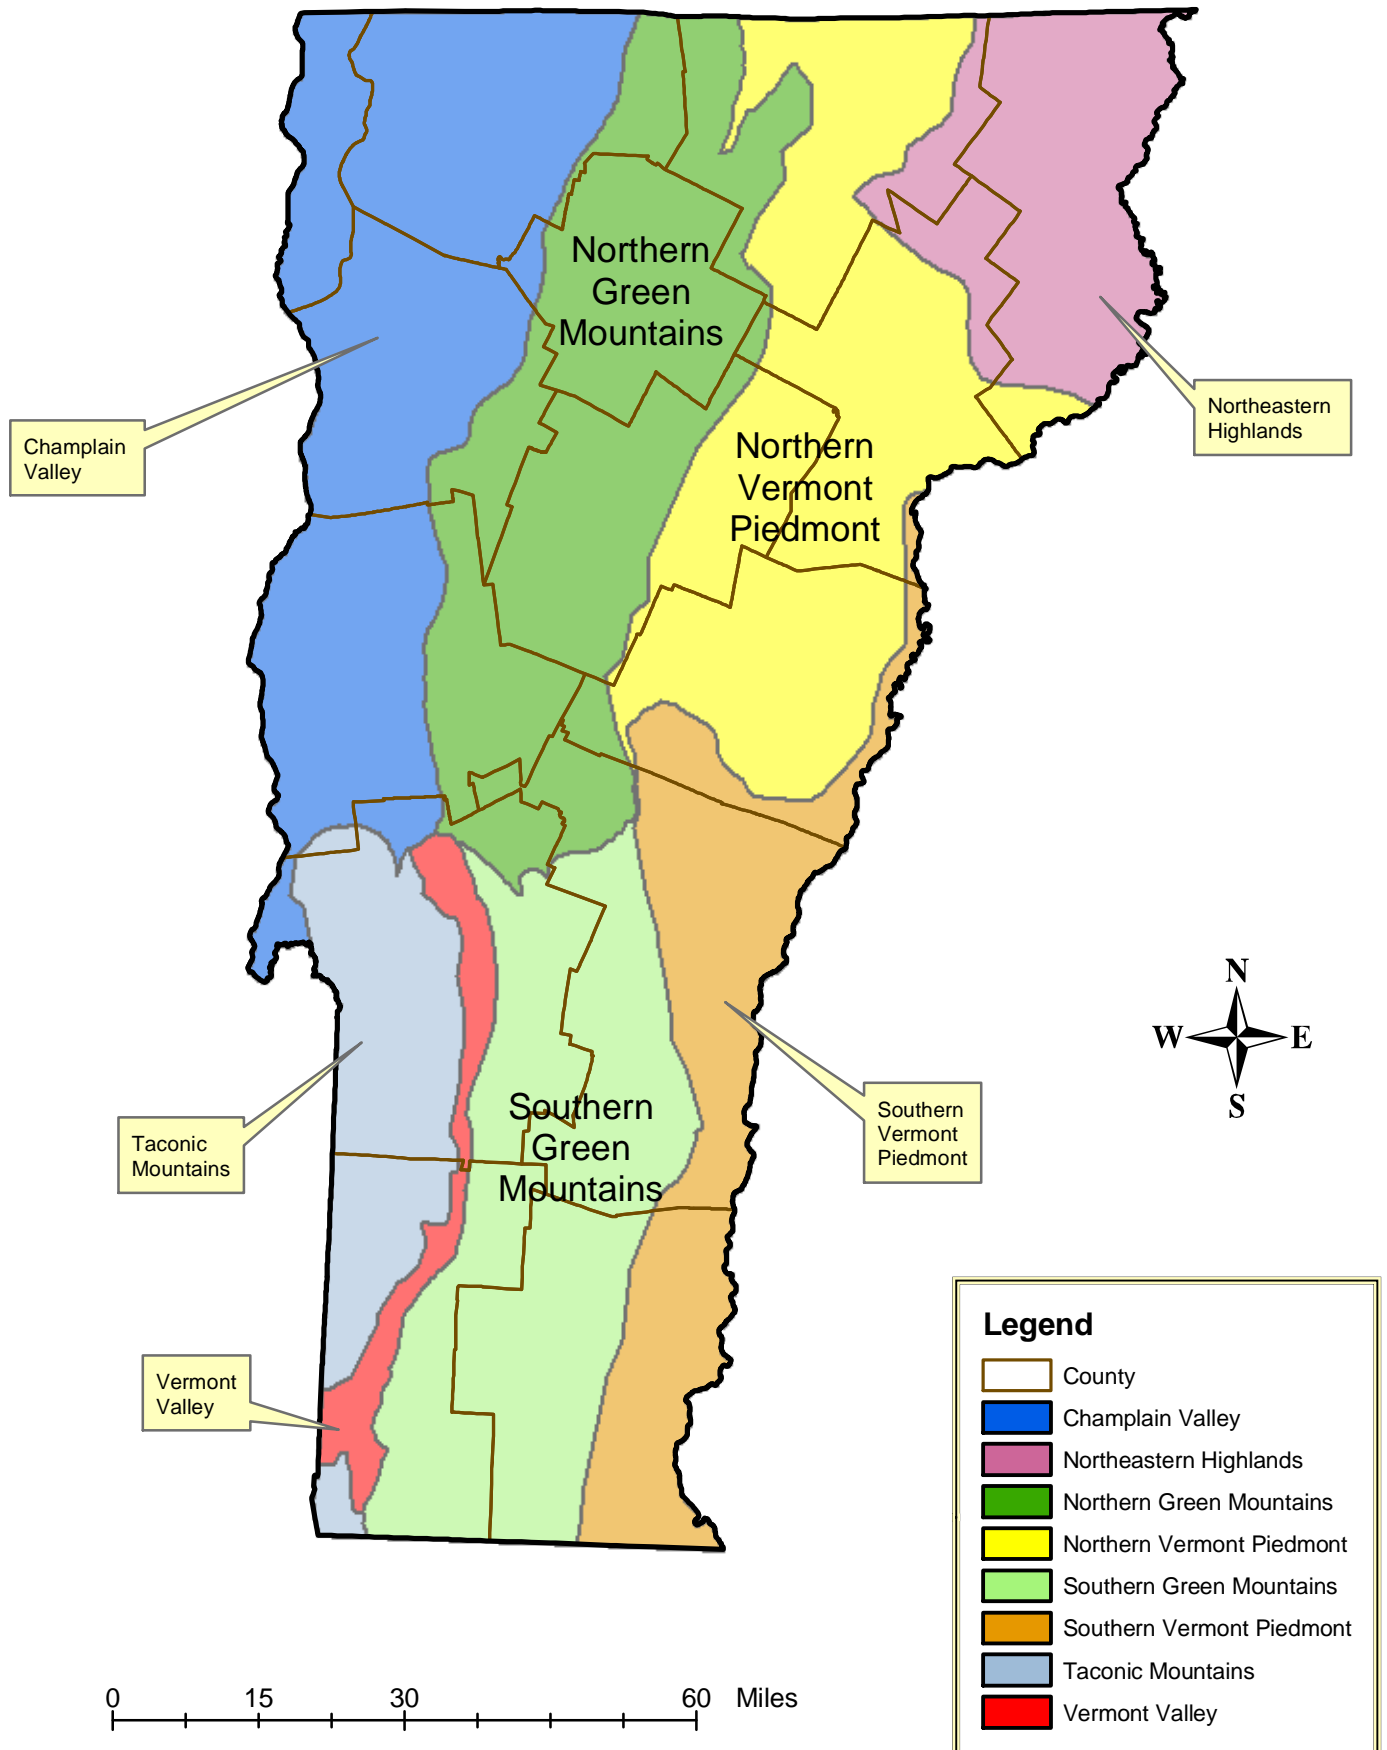 Northern
Green
Mountains
Northeastern
Highlands
Champlain
Valley
Northern
Vermont
Piedmont
N
W
E
S
Southern
Green
Mountains
Southern
Vermont
Piedmont
Taconic
Mountains
Vermont
Valley
Legend
County
Champlain Valley
Northeastern Highlands
Northern Green Mountains
Northern Vermont Piedmont
Southern Green Mountains
Southern Vermont Piedmont
Taconic Mountains
Vermont Valley
0 15 30 60 Miles